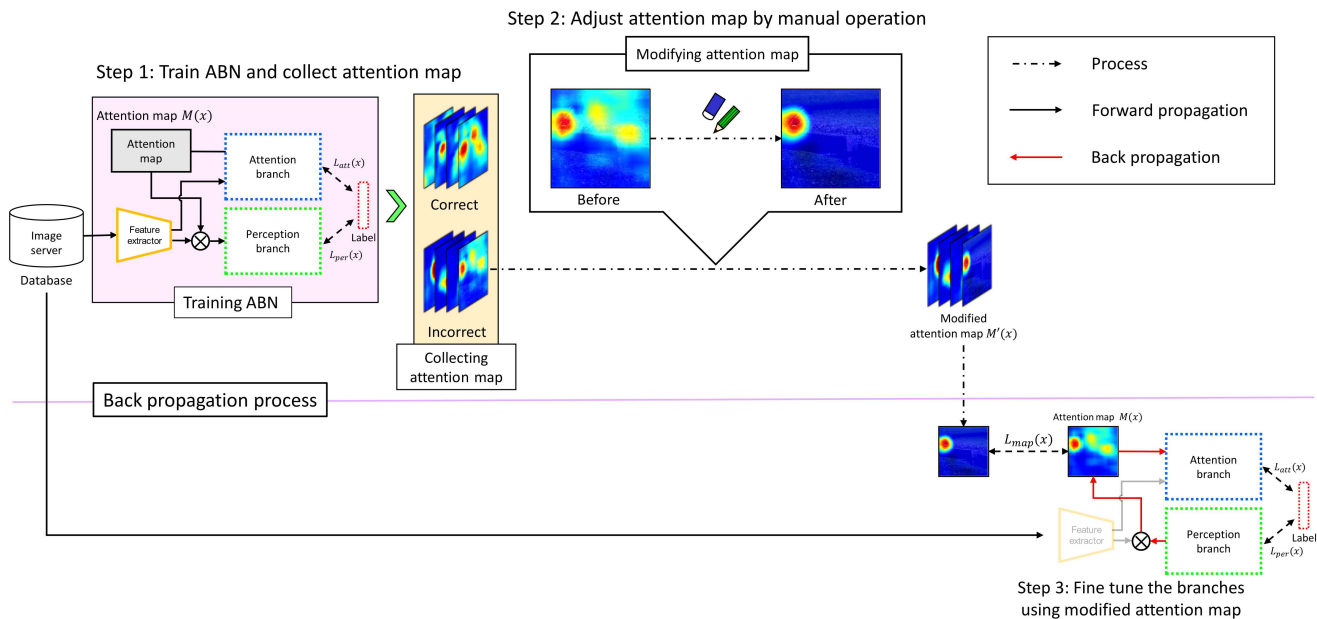 Step 2: Adjust attention map by manual operation
Modifying attention map
Before
After
Process
Forward propagation
Back propagation
Step 1: Train ABN and collect attention map
Attention map M(x)
Attention
map
Attention
branch
L_att(x)
Image
server
Database
Feature
extractor
Perception
branch
Label
L_per(x)
Training ABN
Correct
Incorrect
Collecting
attention map
Modified
attention map M'(x)
Back propagation process
L_map(x)
Attention map M(x)
Attention
branch
L_att(x)
Feature
extractor
Perception
branch
Label
L_per(x)
Step 3: Fine tune the branches
using modified attention map